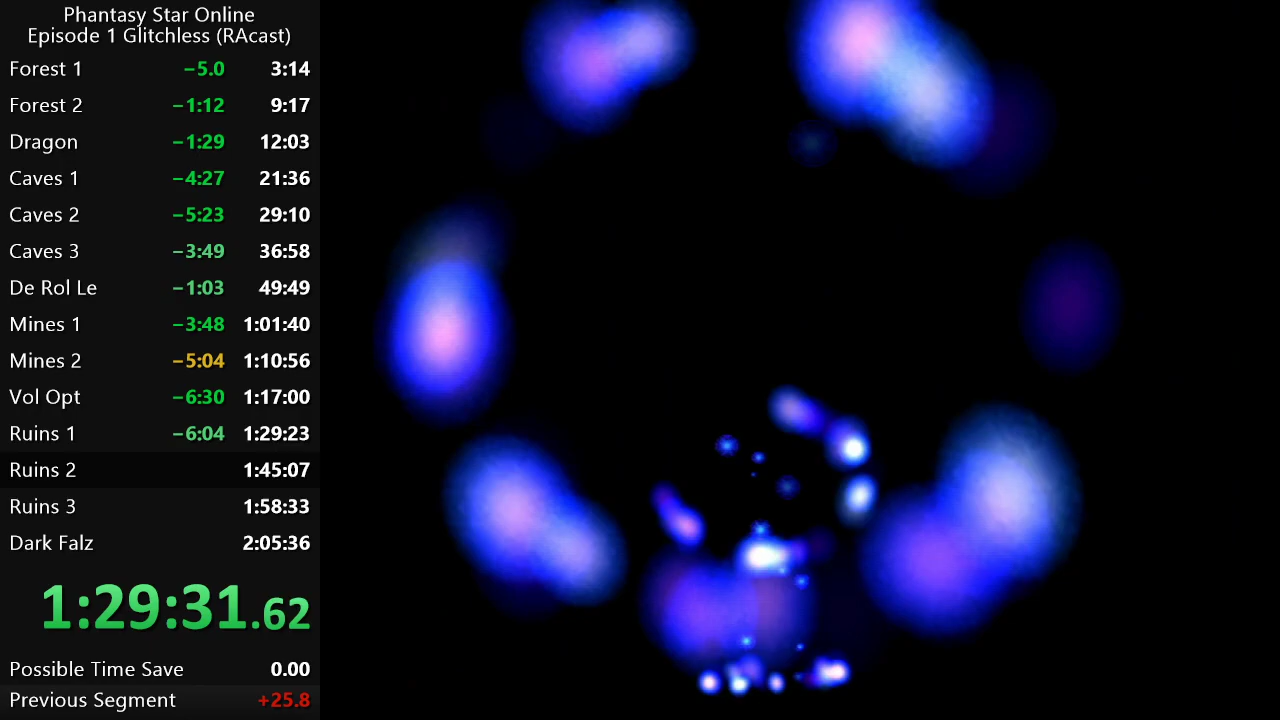 Phantasy Star Online
Episode 1 Glitchless (RAcast)
Forest 1 −5.0 3:14
Forest 2 −1:12 9:17
Dragon −1:29 12:03
Caves 1 −4:27 21:36
Caves 2 −5:23 29:10
Caves 3 −3:49 36:58
De Rol Le −1:03 49:49
Mines 1 −3:48 1:01:40
Mines 2 −5:04 1:10:56
Vol Opt −6:30 1:17:00
Ruins 1 −6:04 1:29:23
Ruins 2 1:45:07
Ruins 3 1:58:33
Dark Falz 2:05:36
1:29:31.62
Possible Time Save 0.00
Previous Segment +25.8